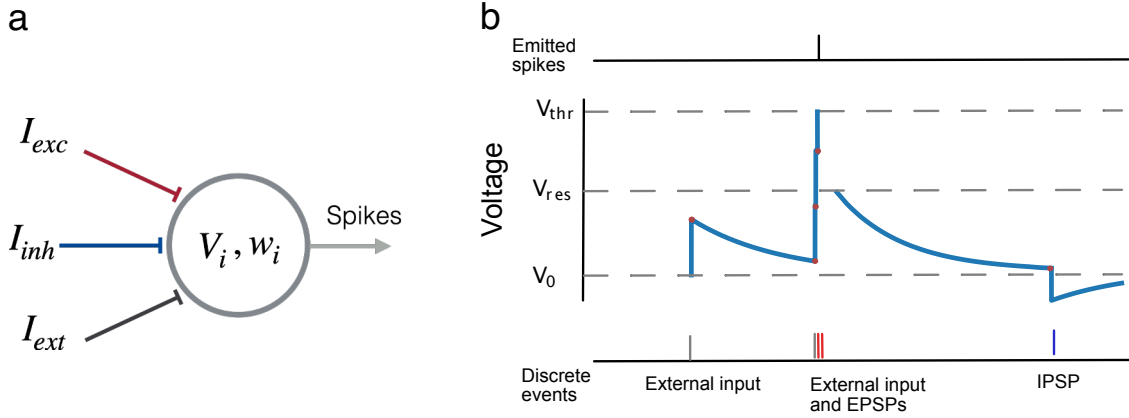 a
I_exc
I_inh
I_ext
V_i, w_i
Spikes
b
Emitted
spikes
V_thr
V_res
V_0
Voltage
Discrete
events
External input
External input
and EPSPs
IPSP